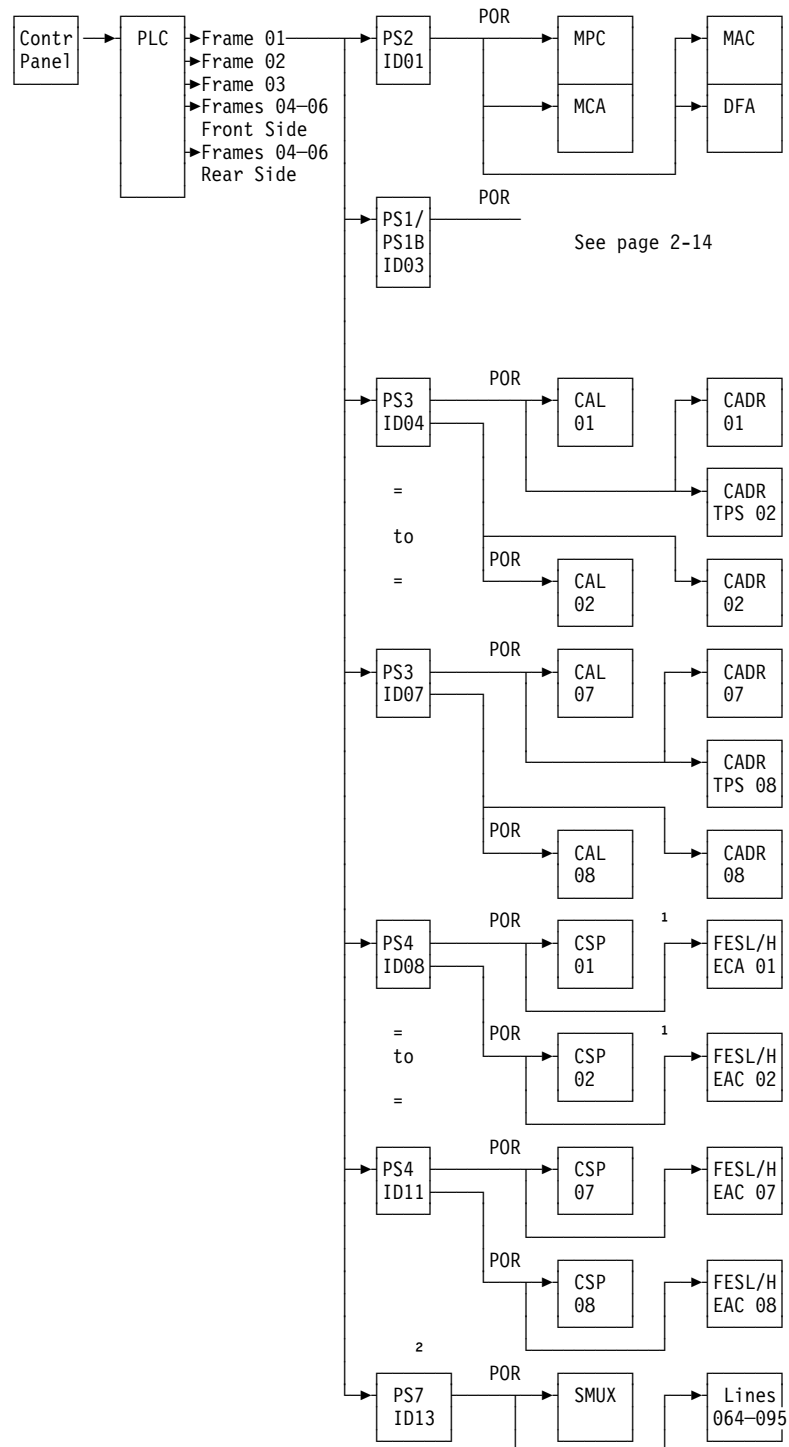 POR
Contr
Panel
PLC
Frame 01
Frame 02
Frame 03
Frames 04—06
Front Side
Frames 04—06
Rear Side
PS2
ID01
MPC
MAC
MCA
DFA
POR
PS1/
PS1B
ID03
See page 2-14
POR
PS3
ID04
CAL
01
CADR
01
CADR
TPS 02
=
to
=
POR
CAL
02
CADR
02
POR
PS3
ID07
CAL
07
CADR
07
CADR
TPS 08
POR
CAL
08
CADR
08
POR
1
PS4
ID08
CSP
01
FESL/H
ECA 01
=
to
=
POR
1
CSP
02
FESL/H
EAC 02
POR
PS4
ID11
CSP
07
FESL/H
EAC 07
POR
CSP
08
FESL/H
EAC 08
2
POR
PS7
ID13
SMUX
Lines
064—095